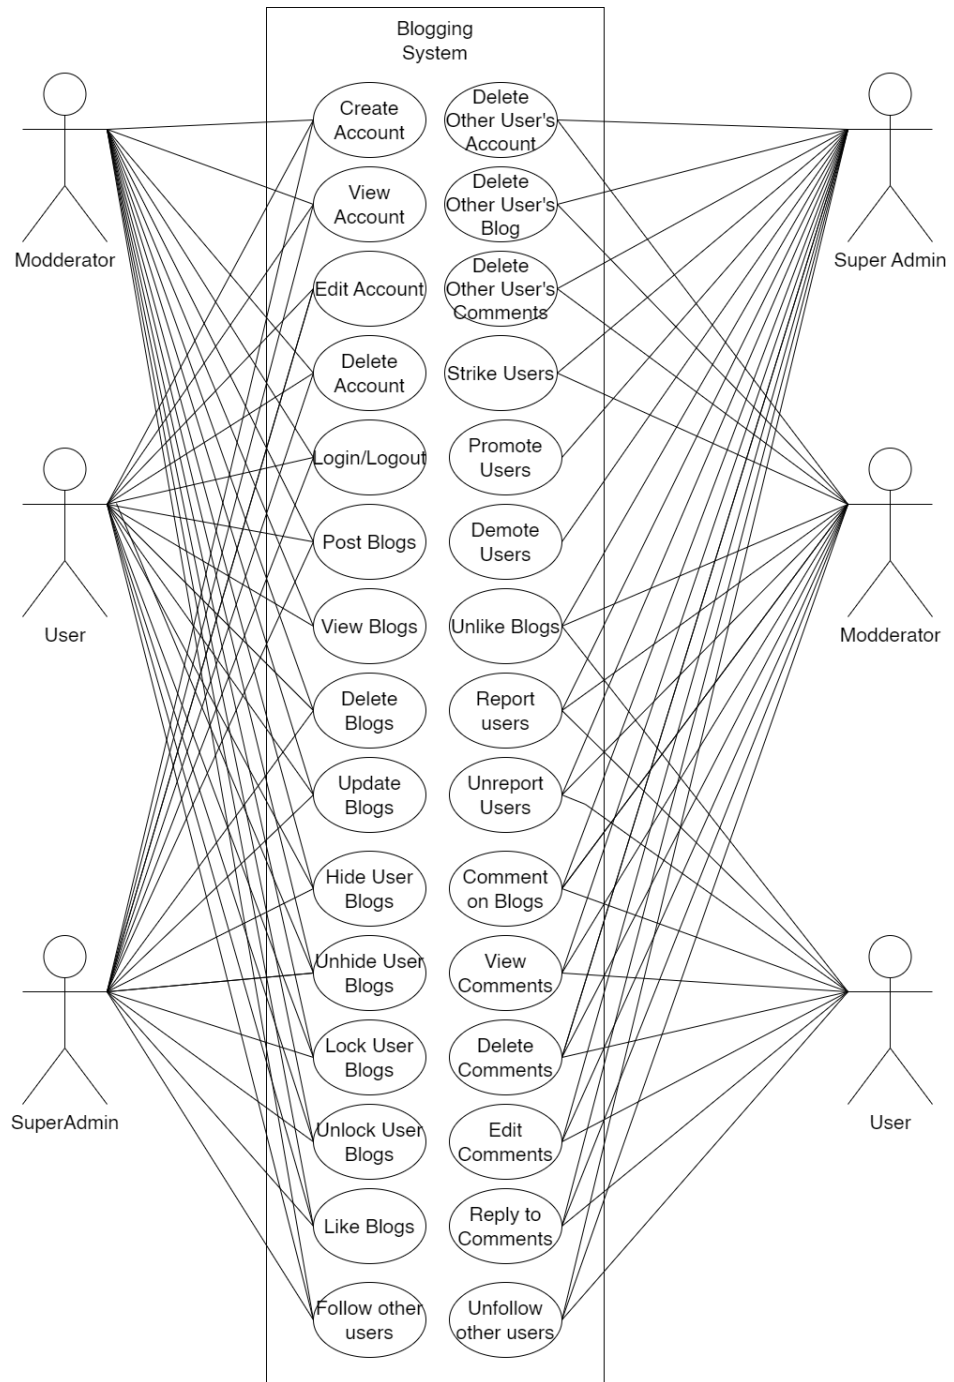 Blogging
System
Modderator
User
SuperAdmin
Create
Account
View
Account
Edit Account
Delete
Account
Login/Logout
Post Blogs
View Blogs
Delete
Blogs
Update
Blogs
Hide User
Blogs
Unhide User
Blogs
Lock User
Blogs
Unlock User
Blogs
Like Blogs
Follow other
users
Delete
Other User's
Account
Delete
Other User's
Blog
Delete
Other User's
Comments
Strike Users
Promote
Users
Demote
Users
Unlike Blogs
Report
users
Unreport
Users
Comment
on Blogs
View
Comments
Delete
Comments
Edit
Comments
Reply to
Comments
Unfollow
other users
Super Admin
Modderator
User